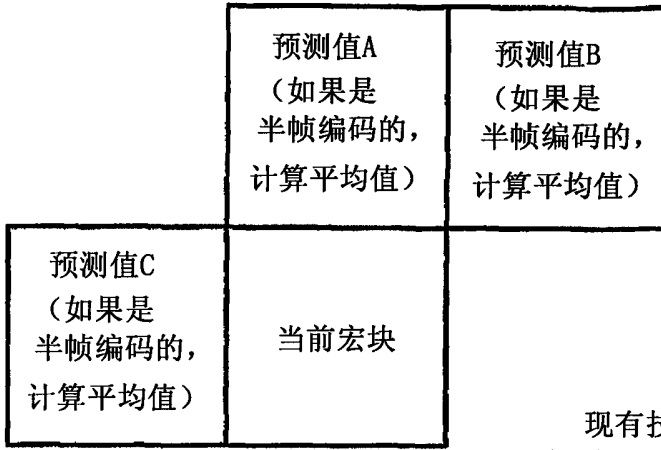 预测值A
（如果是
半帧编码的，
计算平均值）
预测值B
（如果是
半帧编码的，
计算平均值）
预测值C
（如果是
半帧编码的，
计算平均值）
当前宏块
现有